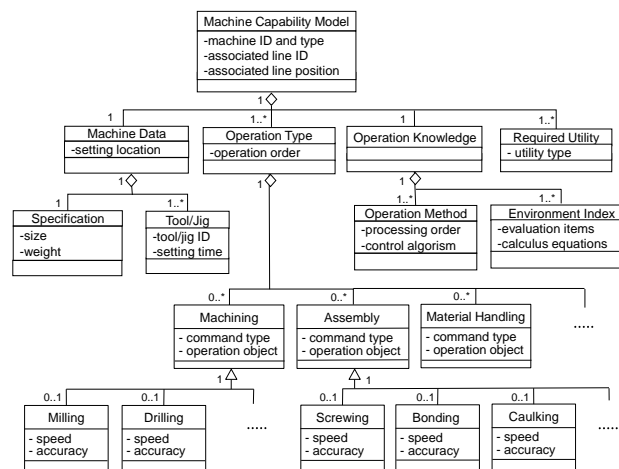 Machine Capability Model
-machine ID and type
-associated line ID
-associated line position
1
1 1..* 1 1..*
Machine Data Operation Type Operation Knowledge Required Utility
-setting location -operation order - utility type
1 1 1
1 1..* 1..* 1..*
Specification Tool/Jig Operation Method Environment Index
-size -tool/jig ID -processing order -evaluation items
-weight -setting time -control algorism - calculus equations
0..* 0..* 0..*
Machining Assembly Material Handling .....
- command type - command type - command type
- operation object - operation object - operation object
1 1
0..1 0..1 0..1 0..1 0..1
Milling Drilling ..... Screwing Bonding Caulking .....
- speed - speed - speed - speed - speed
- accuracy - accuracy - accuracy - accuracy - accuracy